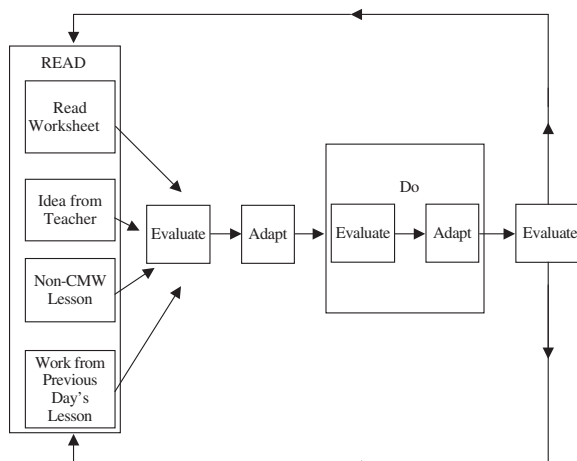 READ
Read
Worksheet
Idea from
Teacher
Non-CMW
Lesson
Work from
Previous
Day's
Lesson
Evaluate
Adapt
Do
Evaluate
Adapt
Evaluate